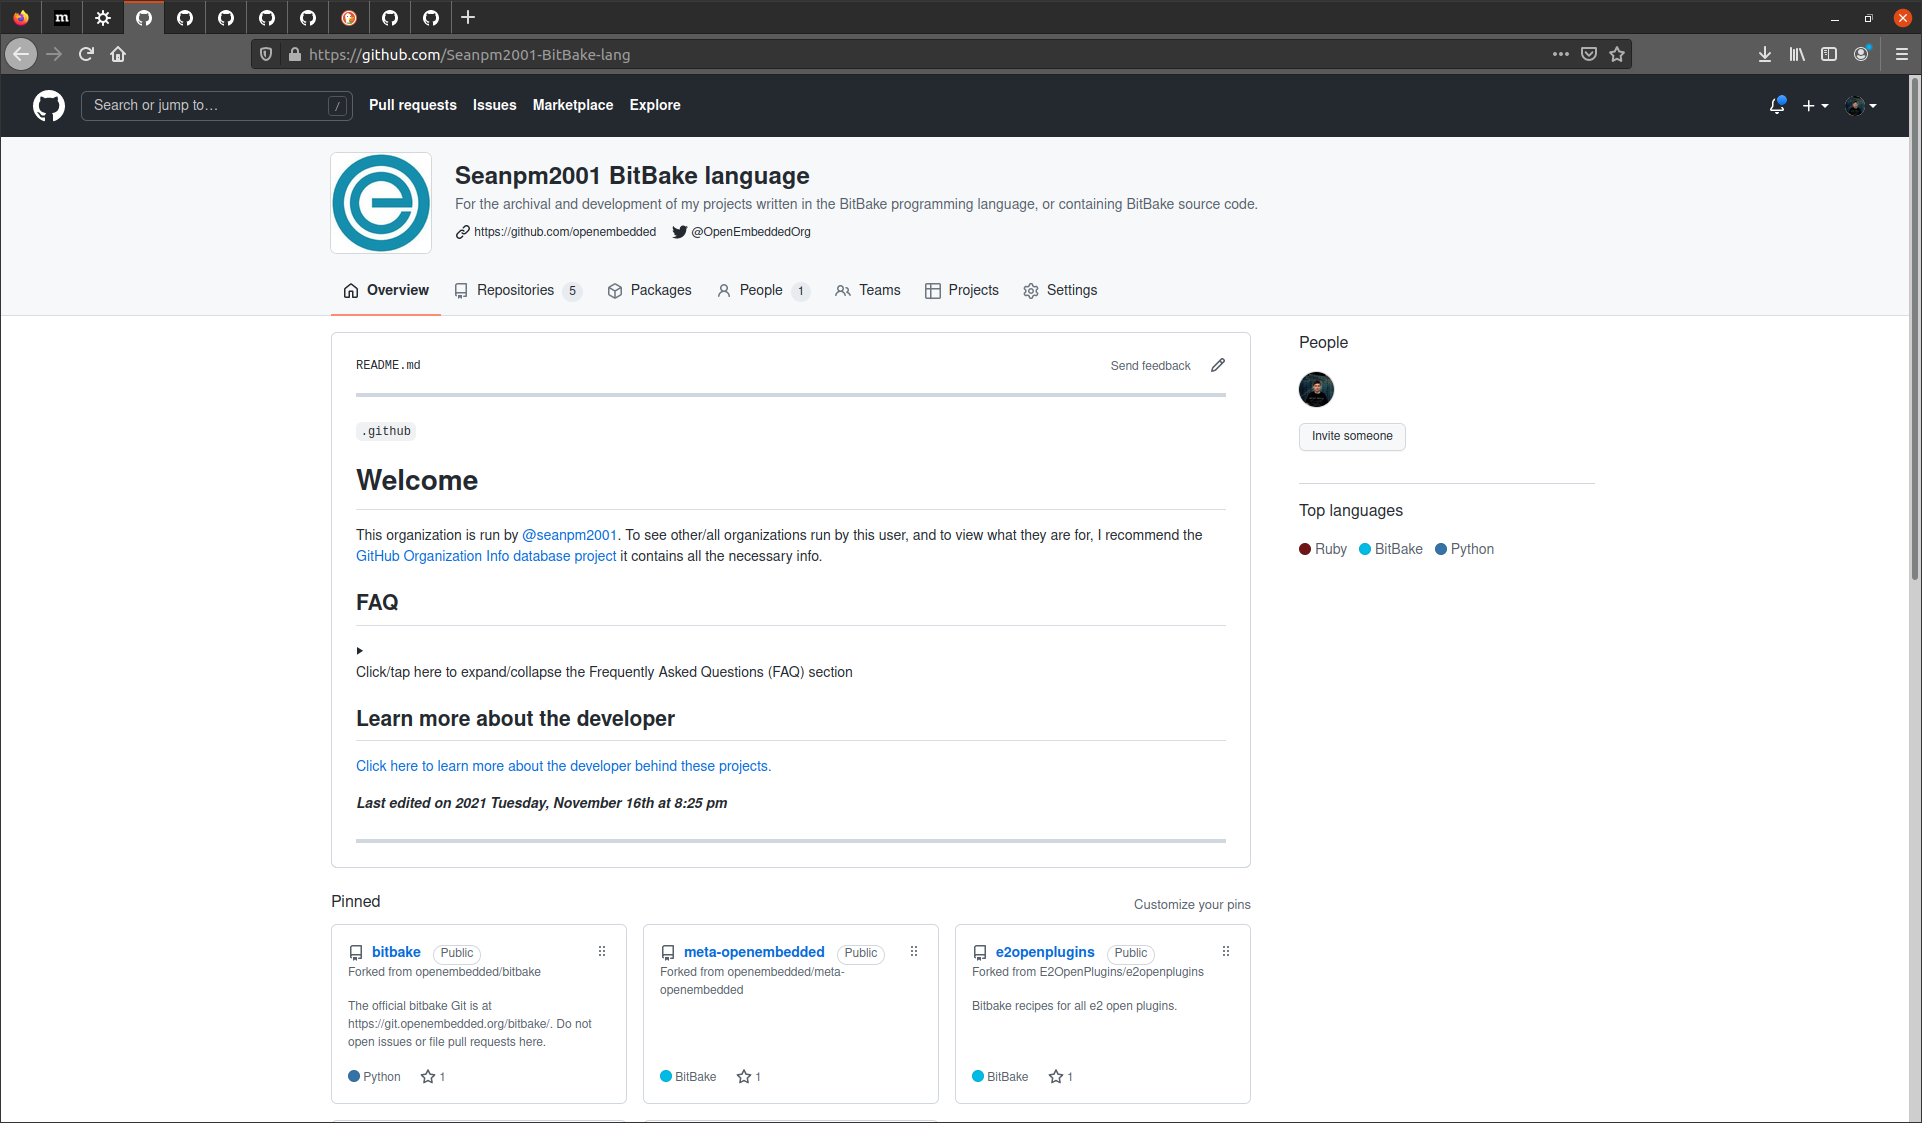 m
https://github.com/Seanpm2001-BitBake-lang
Search or jump to…
/
Pull requests
Issues
Marketplace
Explore
Seanpm2001 BitBake language
For the archival and development of my projects written in the BitBake programming language, or containing BitBake source code.
https://github.com/openembedded
@OpenEmbeddedOrg
Overview
Repositories 5
Packages
People 1
Teams
Projects
Settings
README.md
Send feedback
.github
Welcome
This organization is run by @seanpm2001. To see other/all organizations run by this user, and to view what they are for, I recommend the
GitHub Organization Info database project it contains all the necessary info.
FAQ
Click/tap here to expand/collapse the Frequently Asked Questions (FAQ) section
Learn more about the developer
Click here to learn more about the developer behind these projects.
Last edited on 2021 Tuesday, November 16th at 8:25 pm
People
Invite someone
Top languages
Ruby
BitBake
Python
Pinned
Customize your pins
bitbake Public
Forked from openembedded/bitbake
The official bitbake Git is at
https://git.openembedded.org/bitbake/. Do not
open issues or file pull requests here.
Python
1
meta-openembedded Public
Forked from openembedded/meta-
openembedded
BitBake
1
e2openplugins Public
Forked from E2OpenPlugins/e2openplugins
Bitbake recipes for all e2 open plugins.
BitBake
1